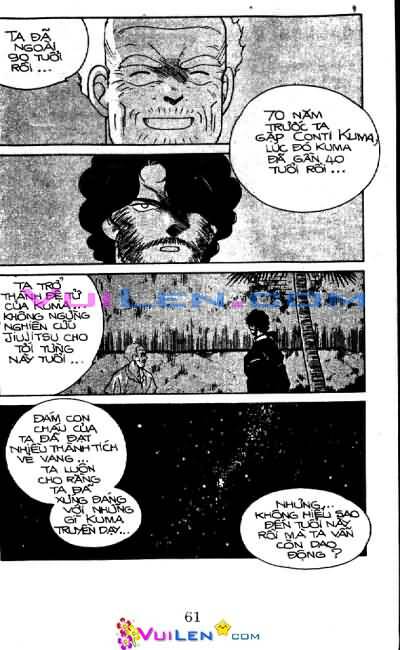 TA ĐÃ
NGOÀI
90 TUỔI
RỒI...
70 NĂM
TRƯỚC TA
GẶP CONTI KUMA,
LÚC ĐÓ KUMA
ĐÃ GẦN 40
TUỔI RỒI...
TA TRỞ
THÀNH ĐỆ TỬ
CỦA KUMA...
KHÔNG NGỪNG
NGHIÊN CỨU
JIUJITSU CHO
TỚI TỪNG
NÀY TUỔI...
VUILEN.COM
ĐÁM CON
CHÁU CỦA
TA ĐÃ ĐẠT
NHIỀU THÀNH TÍCH
VẺ VANG...
TA LUÔN
CHO RẰNG
TA ĐÃ
XỨNG ĐÁNG
VỚI NHỮNG
GÌ KUMA
TRUYỀN DẠY...
NHƯNG...
KHÔNG HIỂU SAO
ĐẾN TUỔI NÀY
RỒI MÀ TA VẪN
CÒN DAO
ĐỘNG?
61
VUILEN.COM